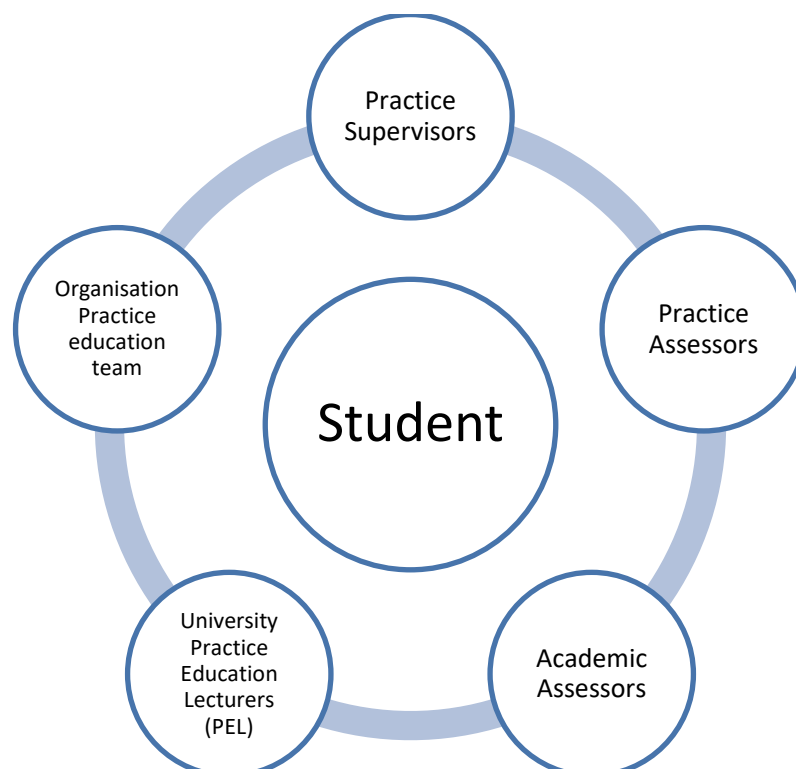 Practice
Supervisors
Organisation
Practice
education
team
Practice
Assessors
Student
University
Practice
Education
Lecturers
(PEL)
Academic
Assessors